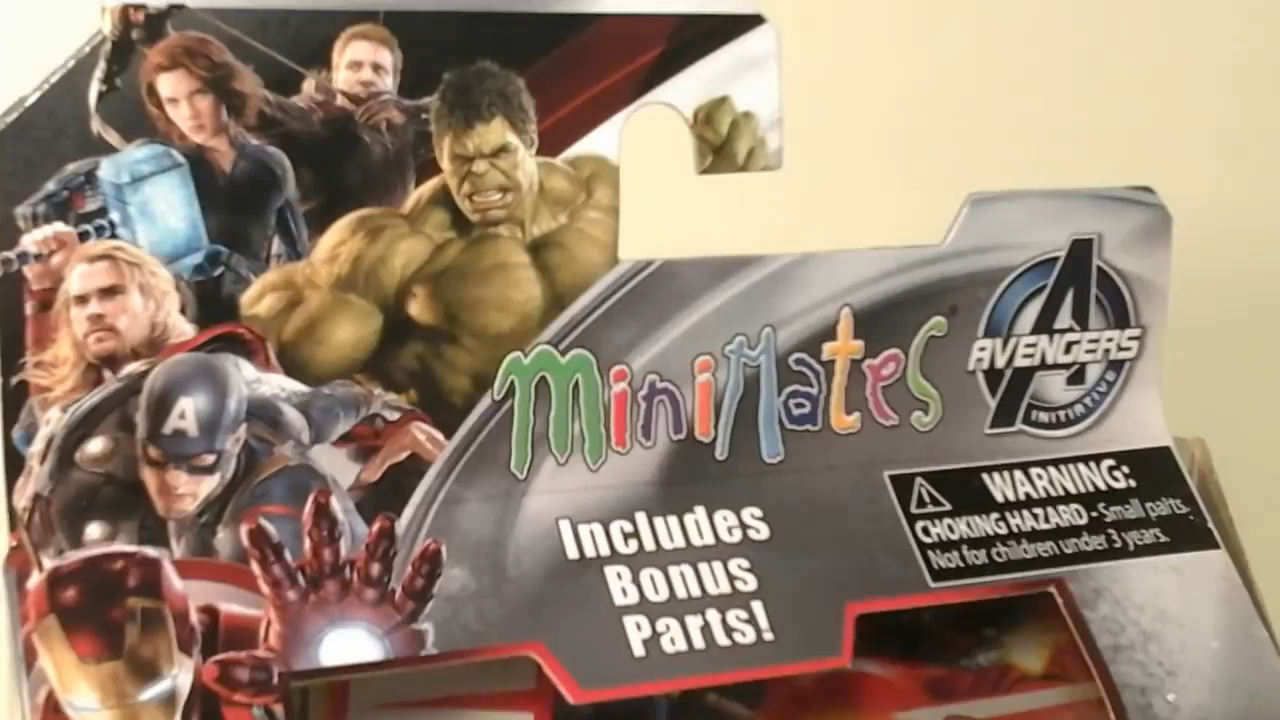 A
MiniMates
AVENGERS
INITIATIVE
WARNING:
CHOKING HAZARD - Small parts.
Not for children under 3 years.
Includes
Bonus
Parts!